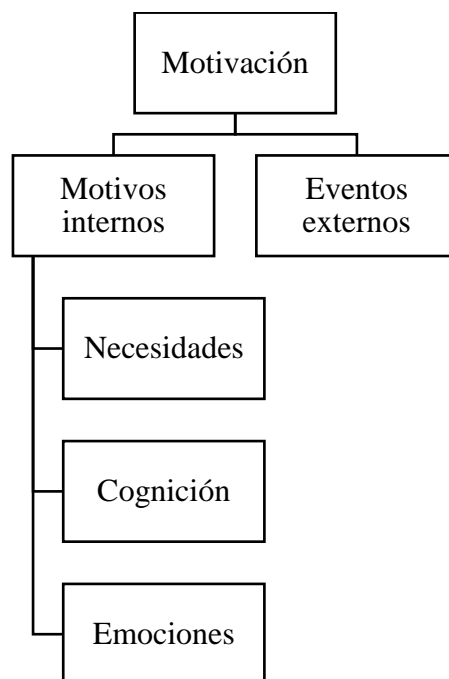 Motivación
Motivos
internos
Eventos
externos
Necesidades
Cognición
Emociones